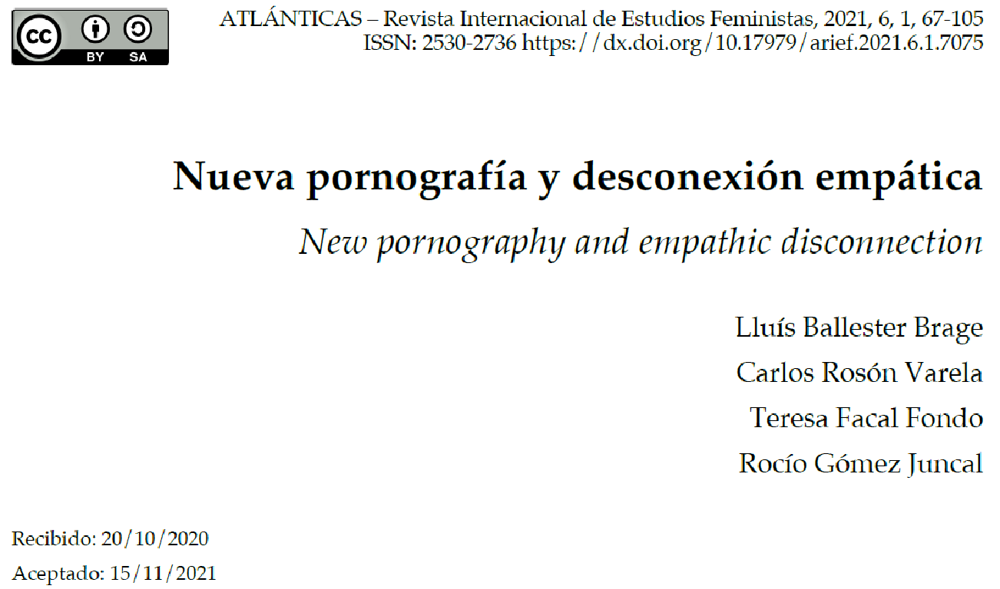 ATLÁNTICAS – Revista Internacional de Estudios Feministas, 2021, 6, 1, 67-105
ISSN: 2530-2736 https://dx.doi.org/10.17979/arief.2021.6.1.7075
CC BY SA
Nueva pornografía y desconexión empática
New pornography and empathic disconnection
Lluís Ballester Brage
Carlos Rosón Varela
Teresa Facal Fondo
Rocío Gómez Juncal
Recibido: 20/10/2020
Aceptado: 15/11/2021